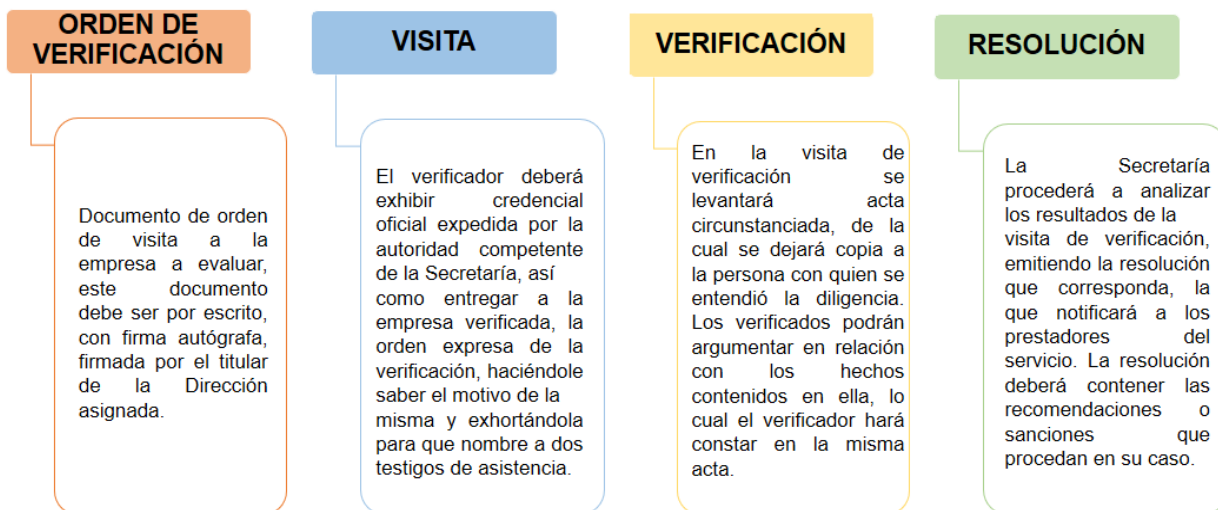 ORDEN DE
VERIFICACIÓN
Documento de orden
de visita a la
empresa a evaluar,
este documento
debe ser por escrito,
con firma autógrafa,
firmada por el titular
de la Dirección
asignada.
VISITA
El verificador deberá
exhibir credencial
oficial expedida por la
autoridad competente
de la Secretaría, así
como entregar a la
empresa verificada, la
orden expresa de la
verificación, haciéndole
saber el motivo de la
misma y exhortándola
para que nombre a dos
testigos de asistencia.
VERIFICACIÓN
En la visita de
verificación se
levantará acta
circunstanciada, de la
cual se dejará copia a
la persona con quien se
entendió la diligencia.
Los verificados podrán
argumentar en relación
con los hechos
contenidos en ella, lo
cual el verificador hará
constar en la misma
acta.
RESOLUCIÓN
La Secretaría
procederá a analizar
los resultados de la
visita de verificación,
emitiendo la resolución
que corresponda, la
que notificará a los
prestadores del
servicio. La resolución
deberá contener las
recomendaciones o
sanciones que
procedan en su caso.